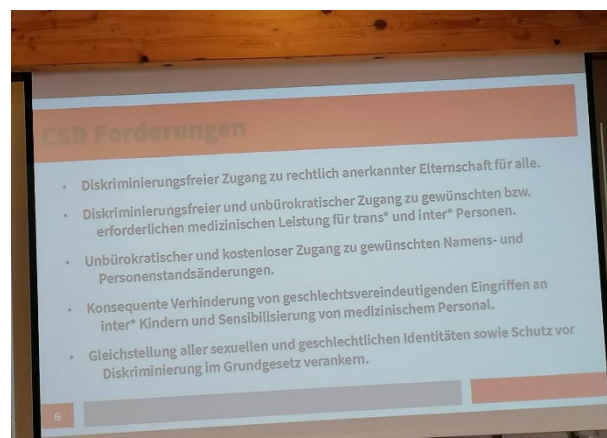 CSD Forderungen
• Diskriminierungsfreier Zugang zu rechtlich anerkannter Elternschaft für alle.
• Diskriminierungsfreier und unbürokratischer Zugang zu gewünschten bzw.
erforderlichen medizinischen Leistung für trans* und inter* Personen.
• Unbürokratischer und kostenloser Zugang zu gewünschten Namens- und
Personenstandsänderungen.
• Konsequente Verhinderung von geschlechtsvereindeutigenden Eingriffen an
inter* Kindern und Sensibilisierung von medizinischem Personal.
• Gleichstellung aller sexuellen und geschlechtlichen Identitäten sowie Schutz vor
Diskriminierung im Grundgesetz verankern.
6